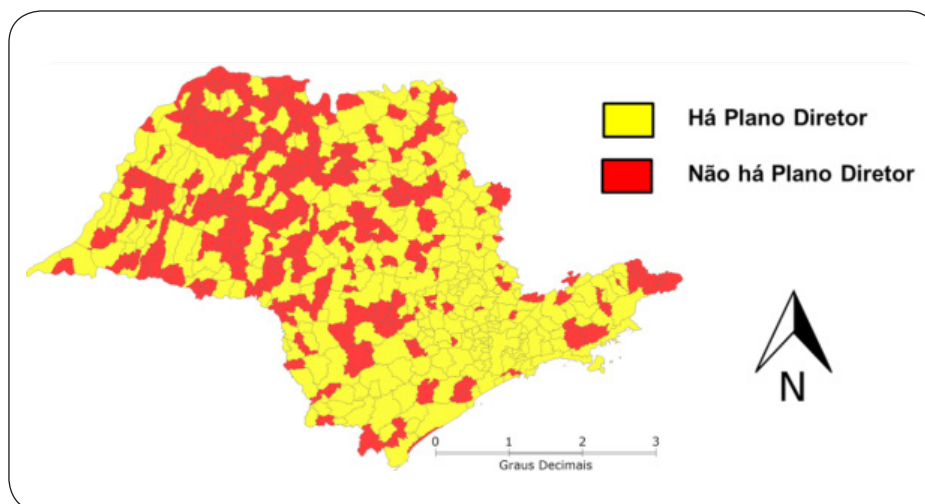 Há Plano Diretor
Não há Plano Diretor
N
0 1 2 3
Graus Decimais